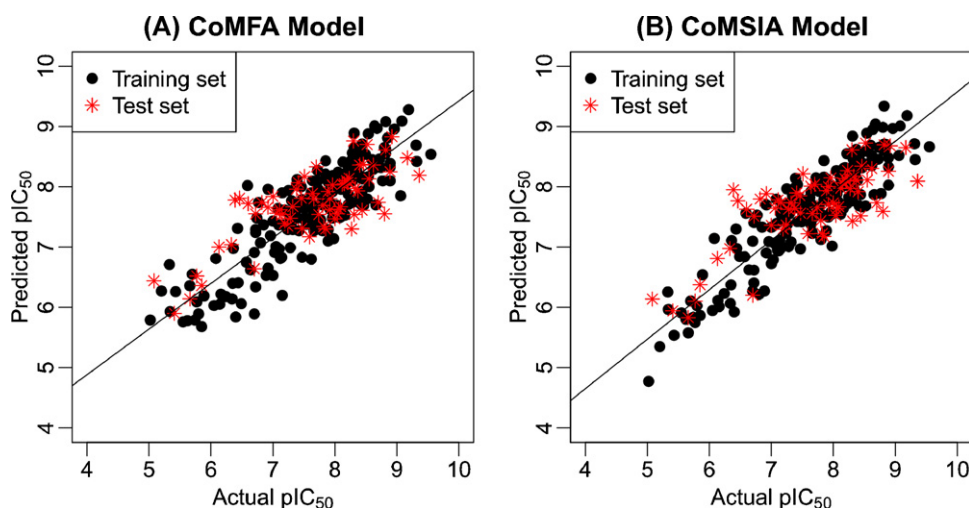 (A) CoMFA Model
Training set
Test set
Predicted pIC50
10
9
8
7
6
5
4
4 5 6 7 8 9 10
Actual pIC50
(B) CoMSIA Model
Training set
Test set
Predicted pIC50
10
9
8
7
6
5
4
4 5 6 7 8 9 10
Actual pIC50